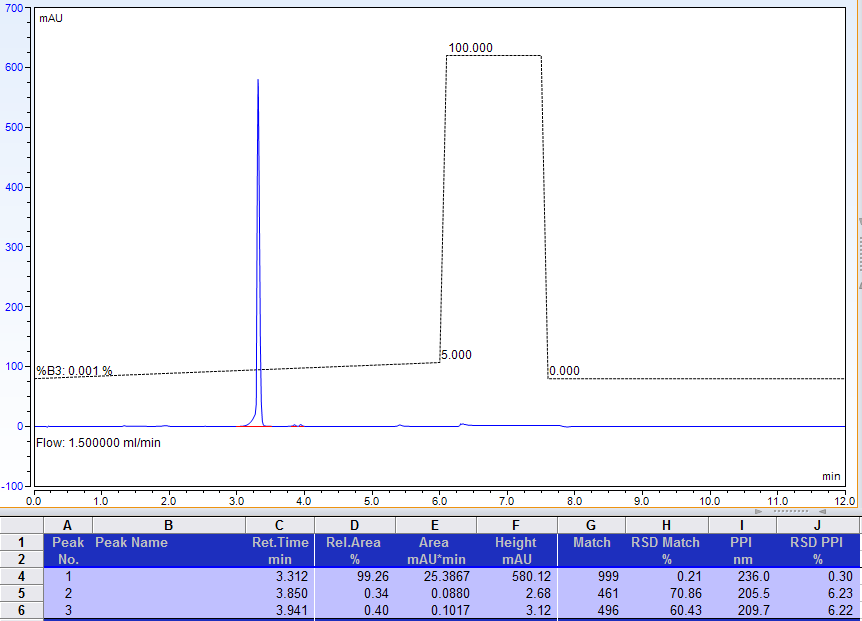 700
mAU
600
500
400
300
200
100
0
-100
100.000
5.000
%B3: 0.001 %
0.000
Flow: 1.500000 ml/min
min
0.0 1.0 2.0 3.0 4.0 5.0 6.0 7.0 8.0 9.0 10.0 11.0 12.0
A B C D E F G H I J
1 Peak Peak Name Ret.Time Rel.Area Area Height Match RSD Match PPI RSD PPI
2 No. min % mAU*min mAU % nm %
4 1 3.312 99.26 25.3867 580.12 999 0.21 236.0 0.30
5 2 3.850 0.34 0.0880 2.68 461 70.86 205.5 6.23
6 3 3.941 0.40 0.1017 3.12 496 60.43 209.7 6.22